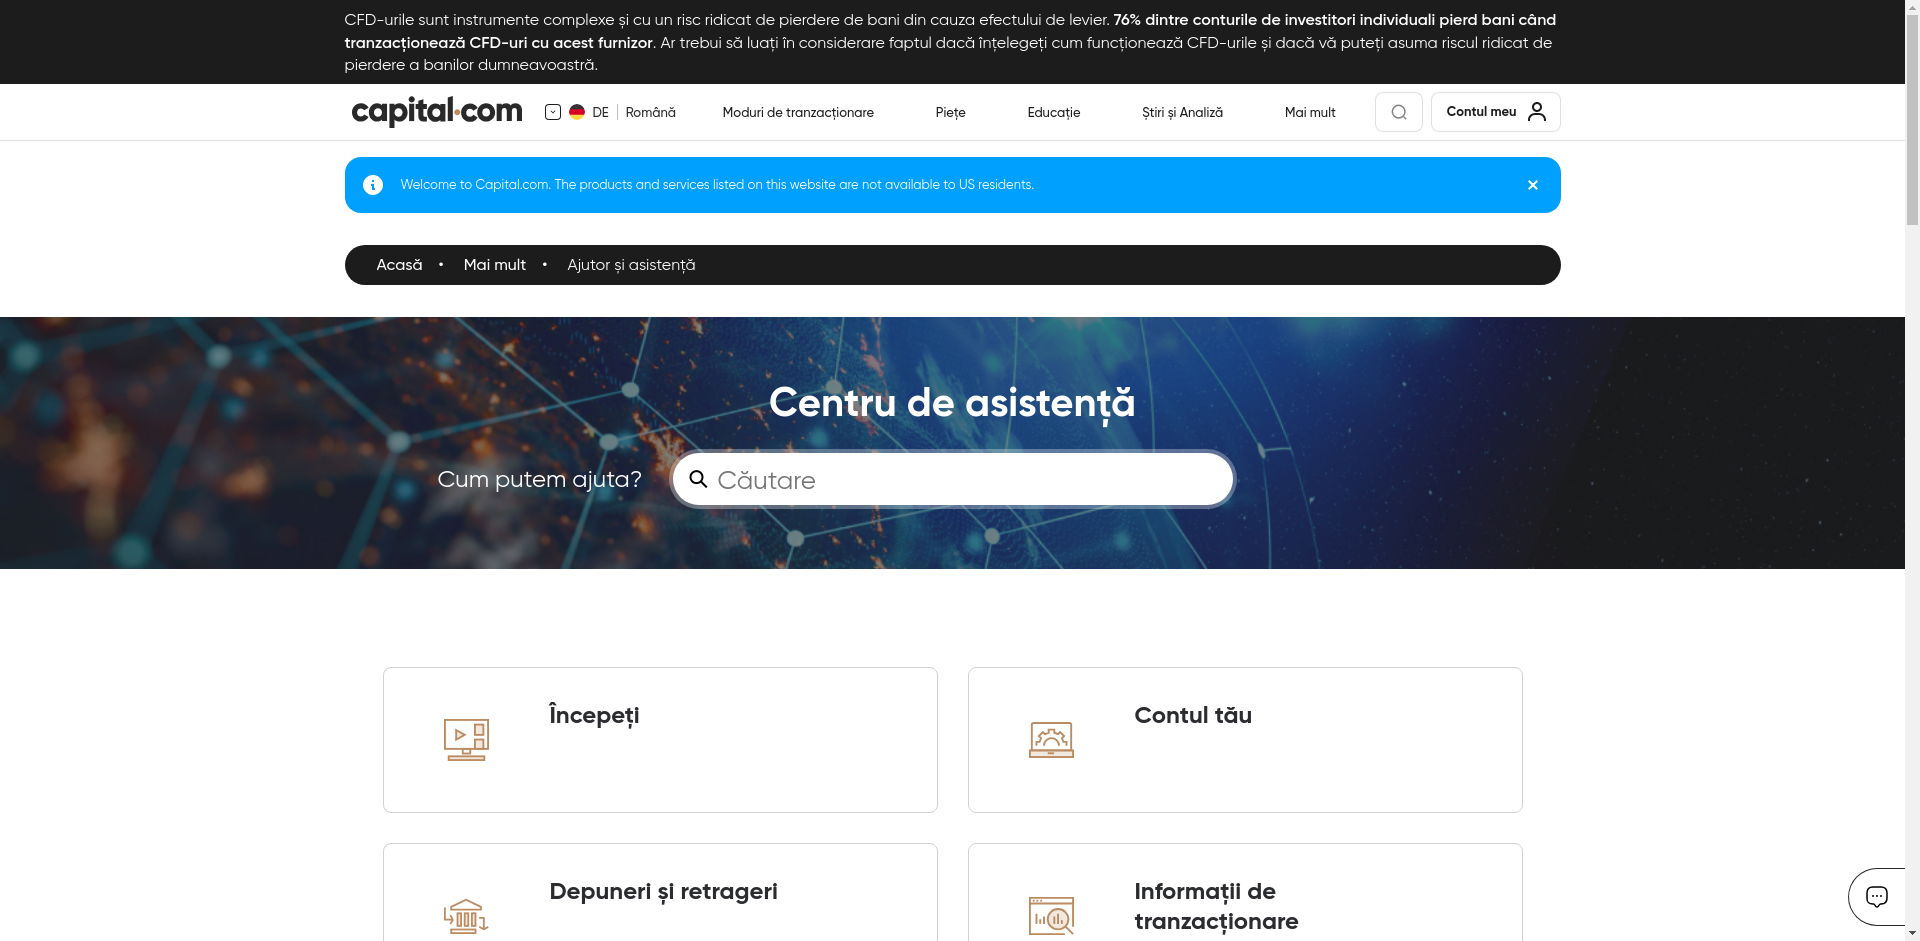 CFD-urile sunt instrumente complexe și cu un risc ridicat de pierdere de bani din cauza efectului de levier. 76% dintre conturile de investitori individuali pierd bani când
tranzacționează CFD-uri cu acest furnizor. Ar trebui să luați în considerare faptul dacă înțelegeți cum funcționează CFD-urile și dacă vă puteți asuma riscul ridicat de
pierdere a banilor dumneavoastră.
capital.com DE Română Moduri de tranzacționare Piețe Educație Știri și Analiză Mai mult Contul meu
Welcome to Capital.com. The products and services listed on this website are not available to US residents.
Acasă • Mai mult • Ajutor și asistență
Centru de asistență
Cum putem ajuta? Căutare
Începeți
Contul tău
Depuneri și retrageri
Informații de
tranzacționare